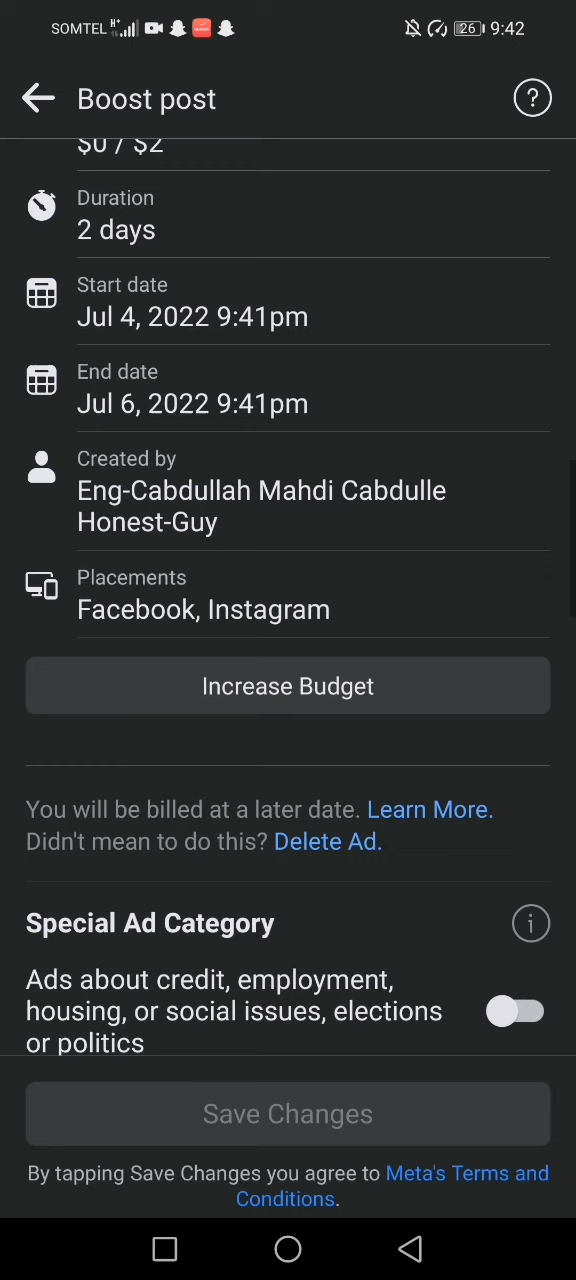 SOMTEL H+ 26 9:42
Boost post ?
$0 / $2
Duration
2 days
Start date
Jul 4, 2022 9:41pm
End date
Jul 6, 2022 9:41pm
Created by
Eng-Cabdullah Mahdi Cabdulle
Honest-Guy
Placements
Facebook, Instagram
Increase Budget
You will be billed at a later date. Learn More.
Didn't mean to do this? Delete Ad.
Special Ad Category
Ads about credit, employment,
housing, or social issues, elections
or politics
Save Changes
By tapping Save Changes you agree to Meta's Terms and
Conditions.